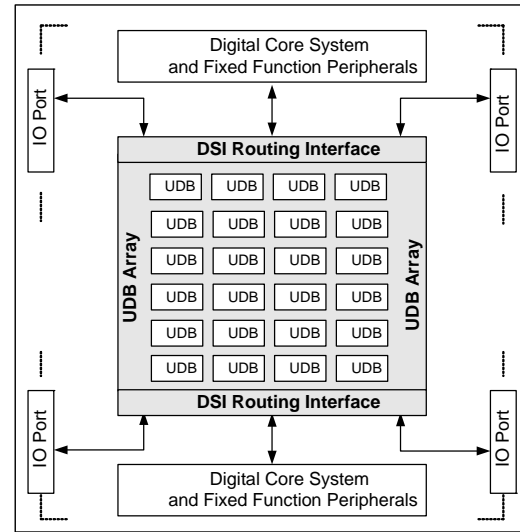 Digital Core System
and Fixed Function Peripherals
IO Port
IO Port
DSI Routing Interface
UDB UDB UDB UDB
UDB UDB UDB UDB
UDB Array
UDB UDB UDB UDB
UDB Array
UDB UDB UDB UDB
UDB UDB UDB UDB
UDB UDB UDB UDB
DSI Routing Interface
IO Port
IO Port
Digital Core System
and Fixed Function Peripherals